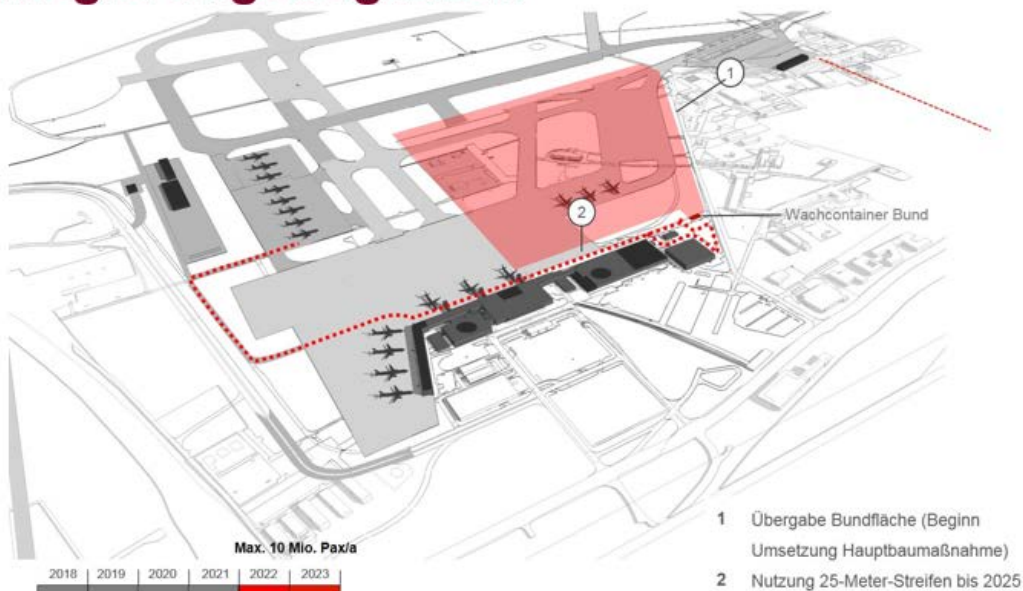 1
2
Wachcontainer Bund
1 Übergabe Bundfläche (Beginn
Umsetzung Hauptbaumaßnahme)
2 Nutzung 25-Meter-Streifen bis 2025
Max. 10 Mio. Pax/a
2018 2019 2020 2021 2022 2023